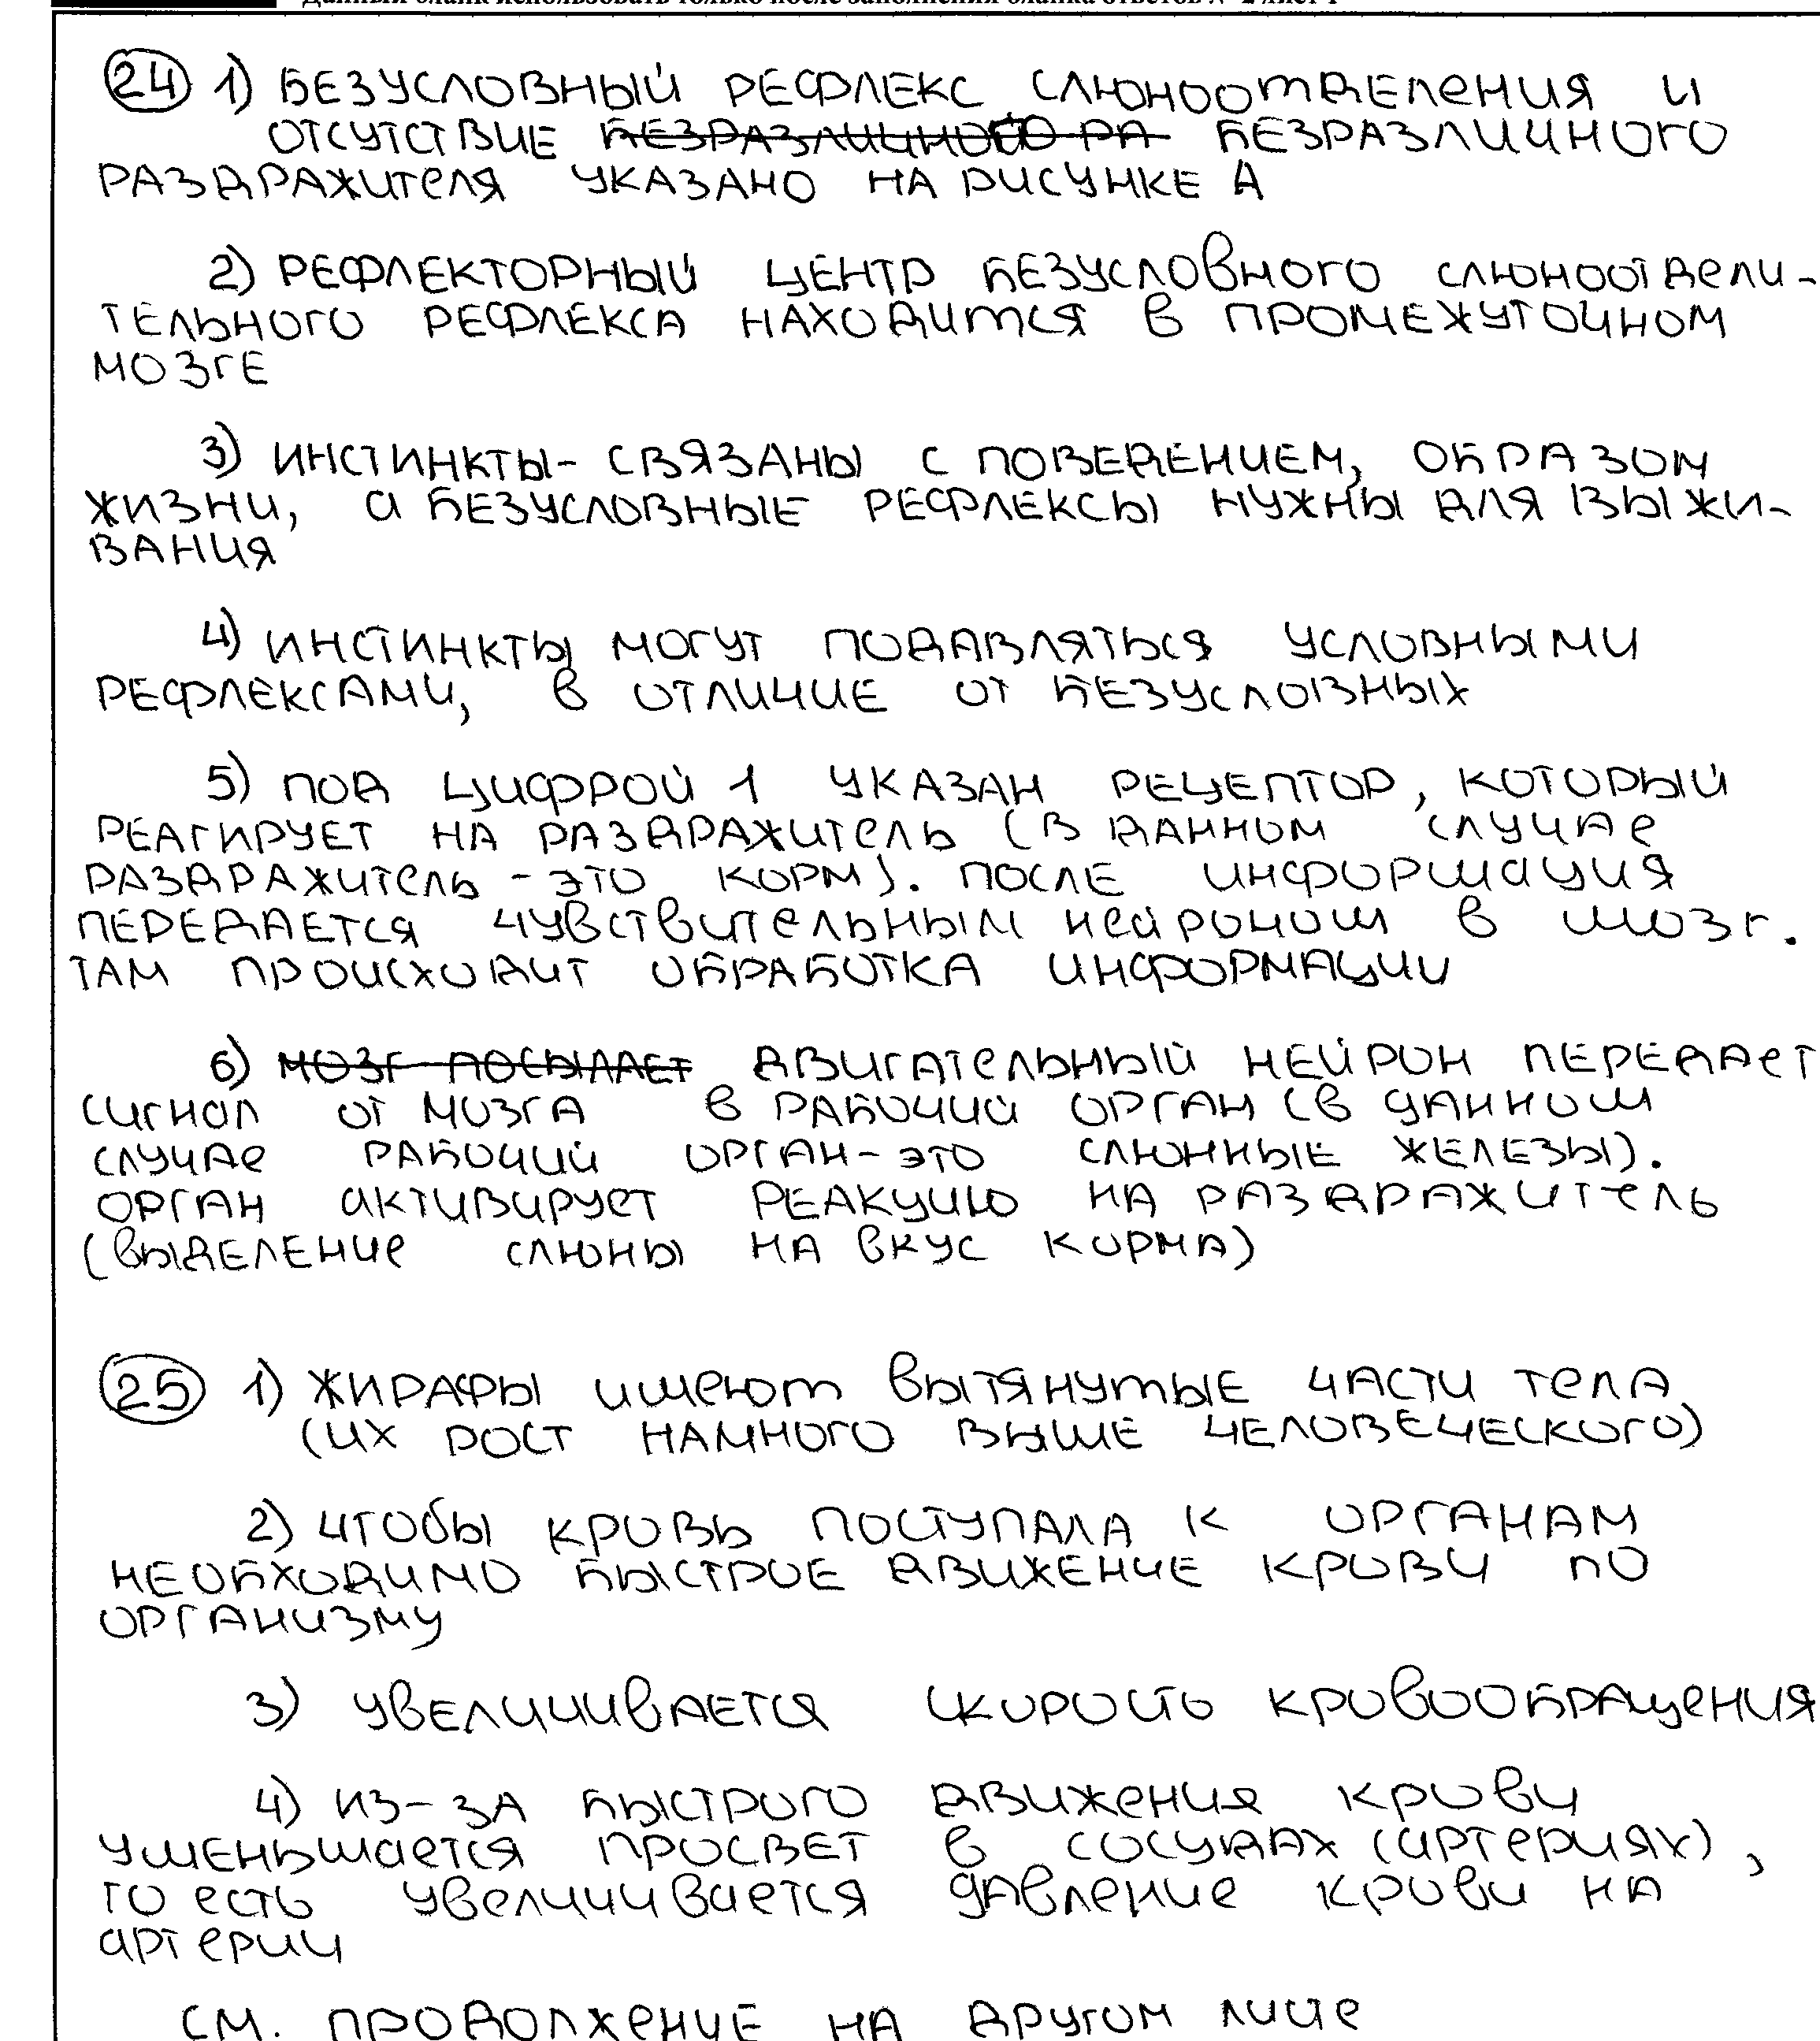 Данный бланк использовать только после заполнения бланка ответов № 2 лист 1
24 1) БЕЗУСЛОВНЫЙ РЕФЛЕКС СЛЮНООТДЕЛЕНИЯ И
ОТСУТСТВИЕ ~~БЕЗРАЗЛИЧНОГО РА~~ БЕЗРАЗЛИЧНОГО
РАЗДРАЖИТЕЛЯ УКАЗАНО НА РИСУНКЕ А
2) РЕФЛЕКТОРНЫЙ ЦЕНТР БЕЗУСЛОВНОГО СЛЮНООТДЕЛИ-
ТЕЛЬНОГО РЕФЛЕКСА НАХОДИТСЯ В ПРОМЕЖУТОЧНОМ
МОЗГЕ
3) ИНСТИНКТЫ- СВЯЗАНЫ С ПОВЕДЕНИЕМ, ОБРАЗОМ
ЖИЗНИ, А БЕЗУСЛОВНЫЕ РЕФЛЕКСЫ НУЖНЫ ДЛЯ ВЫЖИ-
ВАНИЯ
4) ИНСТИНКТЫ МОГУТ ПОДАВЛЯТЬСЯ УСЛОВНЫМИ
РЕФЛЕКСАМИ, В ОТЛИЧИЕ ОТ БЕЗУСЛОВНЫХ
5) ПОД ЦИФРОЙ 1 УКАЗАН РЕЦЕПТОР, КОТОРЫЙ
РЕАГИРУЕТ НА РАЗДРАЖИТЕЛЬ (В ДАННОМ СЛУЧАЕ
РАЗДРАЖИТЕЛЬ - ЭТО КОРМ). ПОСЛЕ ИНФОРМАЦИЯ
ПЕРЕДАЕТСЯ ЧУВСТВИТЕЛЬНЫМ НЕЙРОНОМ В МОЗГ.
ТАМ ПРОИСХОДИТ ОБРАБОТКА ИНФОРМАЦИИ
6) ~~МОЗГ ПОСЫЛАЕТ~~ ДВИГАТЕЛЬНЫЙ НЕЙРОН ПЕРЕДАЕТ
СИГНАЛ ОТ МОЗГА В РАБОЧИЙ ОРГАН (В ДАННОМ
СЛУЧАЕ РАБОЧИЙ ОРГАН-ЭТО СЛЮННЫЕ ЖЕЛЕЗЫ).
ОРГАН АКТИВИРУЕТ РЕАКЦИЮ НА РАЗДРАЖИТЕЛЬ
(ВЫДЕЛЕНИЕ СЛЮНЫ НА ВКУС КОРМА)
25 1) ЖИРАФЫ ИМЕЮТ ВЫТЯНУТЫЕ ЧАСТИ ТЕЛА
(ИХ РОСТ НАМНОГО ВЫШЕ ЧЕЛОВЕЧЕСКОГО)
2) ЧТОБЫ КРОВЬ ПОСТУПАЛА К ОРГАНАМ
НЕОБХОДИМО БЫСТРОЕ ДВИЖЕНИЕ КРОВИ ПО
ОРГАНИЗМУ
3) УВЕЛИЧИВАЕТСЯ СКОРОСТЬ КРОВООБРАЩЕНИЯ
4) ИЗ-ЗА БЫСТРОГО ДВИЖЕНИЯ КРОВИ
УМЕНЬШАЕТСЯ ПРОСВЕТ В СОСУДАХ (АРТЕРИЯХ),
ТО ЕСТЬ УВЕЛИЧИВАЕТСЯ ДАВЛЕНИЕ КРОВИ НА
АРТЕРИИ
СМ. ПРОДОЛЖЕНИЕ НА ДРУГОМ ЛИЦЕ